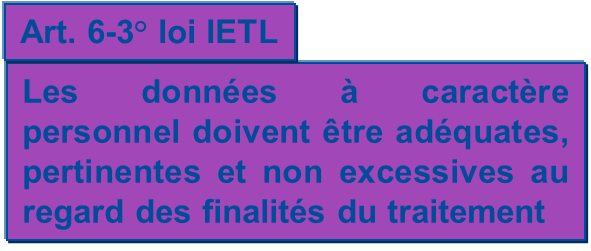 Art. 6-3° loi IETL
Les données à caractère
personnel doivent être adéquates,
pertinentes et non excessives au
regard des finalités du traitement